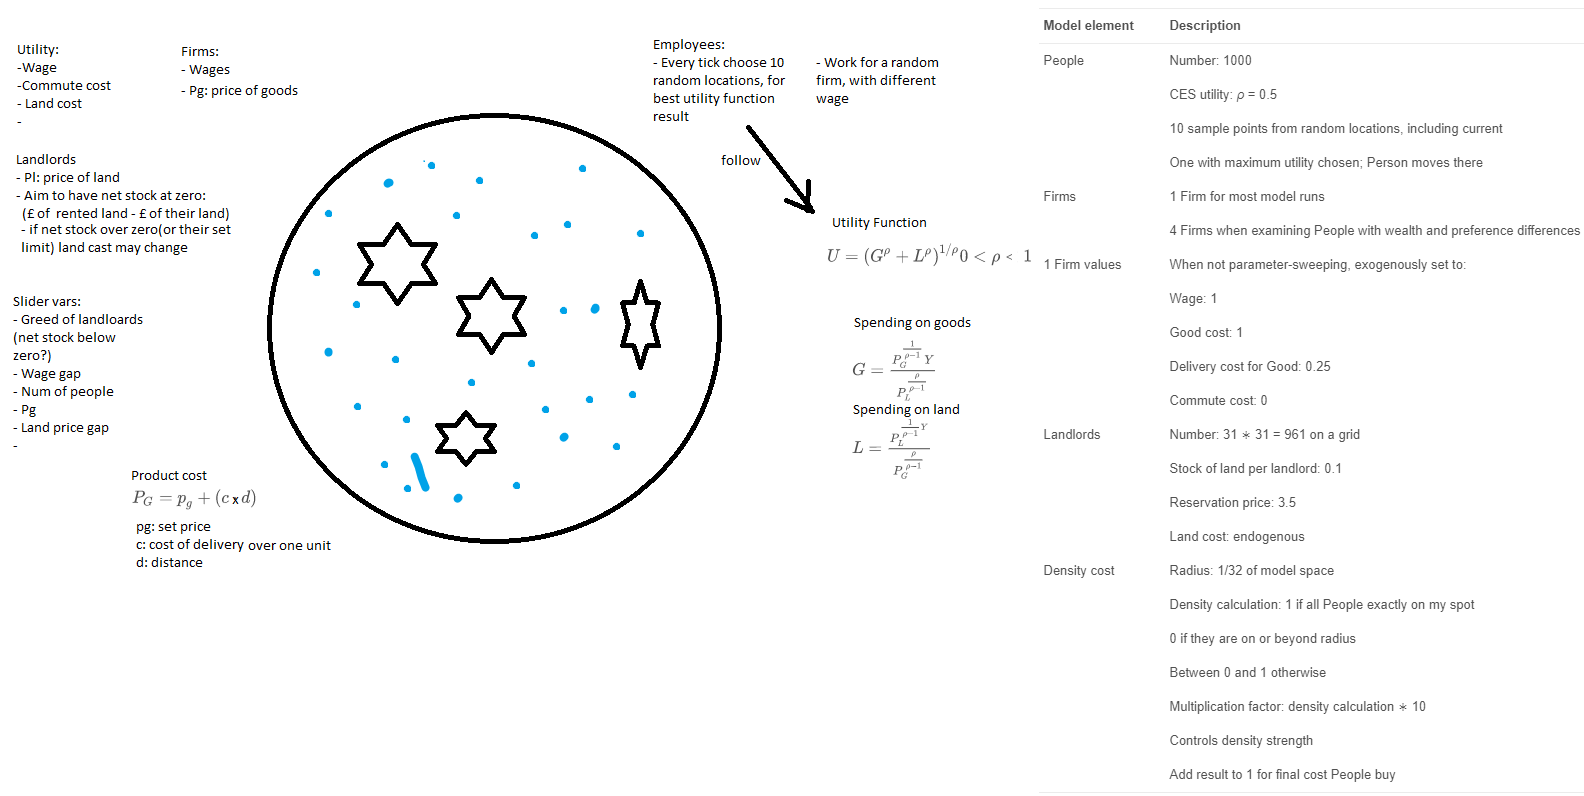 Utility:
-Wage
-Commute cost
- Land cost
-
Firms:
- Wages
- Pg: price of goods
Landlords
- Pl: price of land
- Aim to have net stock at zero:
(£ of rented land - £ of their land)
- if net stock over zero(or their set
limit) land cast may change
Slider vars:
- Greed of landloards
(net stock below
zero?)
- Wage gap
- Num of people
- Pg
- Land price gap
-
Product cost
P_G = p_g + (c x d)
pg: set price
c: cost of delivery over one unit
d: distance
Employees:
- Every tick choose 10
random locations, for
best utility function
result
- Work for a random
firm, with different
wage
follow
Utility Function
U = (G^ρ + L^ρ)^{1/ρ} 0 < ρ < 1
Spending on goods
G = \frac{P_G^{\frac{1}{ρ-1}} Y}{P_L^{\frac{ρ}{ρ-1}}}
Spending on land
L = \frac{P_L^{\frac{1}{ρ-1}} Y}{P_G^{\frac{ρ}{ρ-1}}}
Model element Description
People Number: 1000
CES utility: ρ = 0.5
10 sample points from random locations, including current
One with maximum utility chosen; Person moves there
Firms 1 Firm for most model runs
4 Firms when examining People with wealth and preference differences
1 Firm values When not parameter-sweeping, exogenously set to:
Wage: 1
Good cost: 1
Delivery cost for Good: 0.25
Commute cost: 0
Landlords Number: 31 ∗ 31 = 961 on a grid
Stock of land per landlord: 0.1
Reservation price: 3.5
Land cost: endogenous
Density cost Radius: 1/32 of model space
Density calculation: 1 if all People exactly on my spot
0 if they are on or beyond radius
Between 0 and 1 otherwise
Multiplication factor: density calculation ∗ 10
Controls density strength
Add result to 1 for final cost People buy